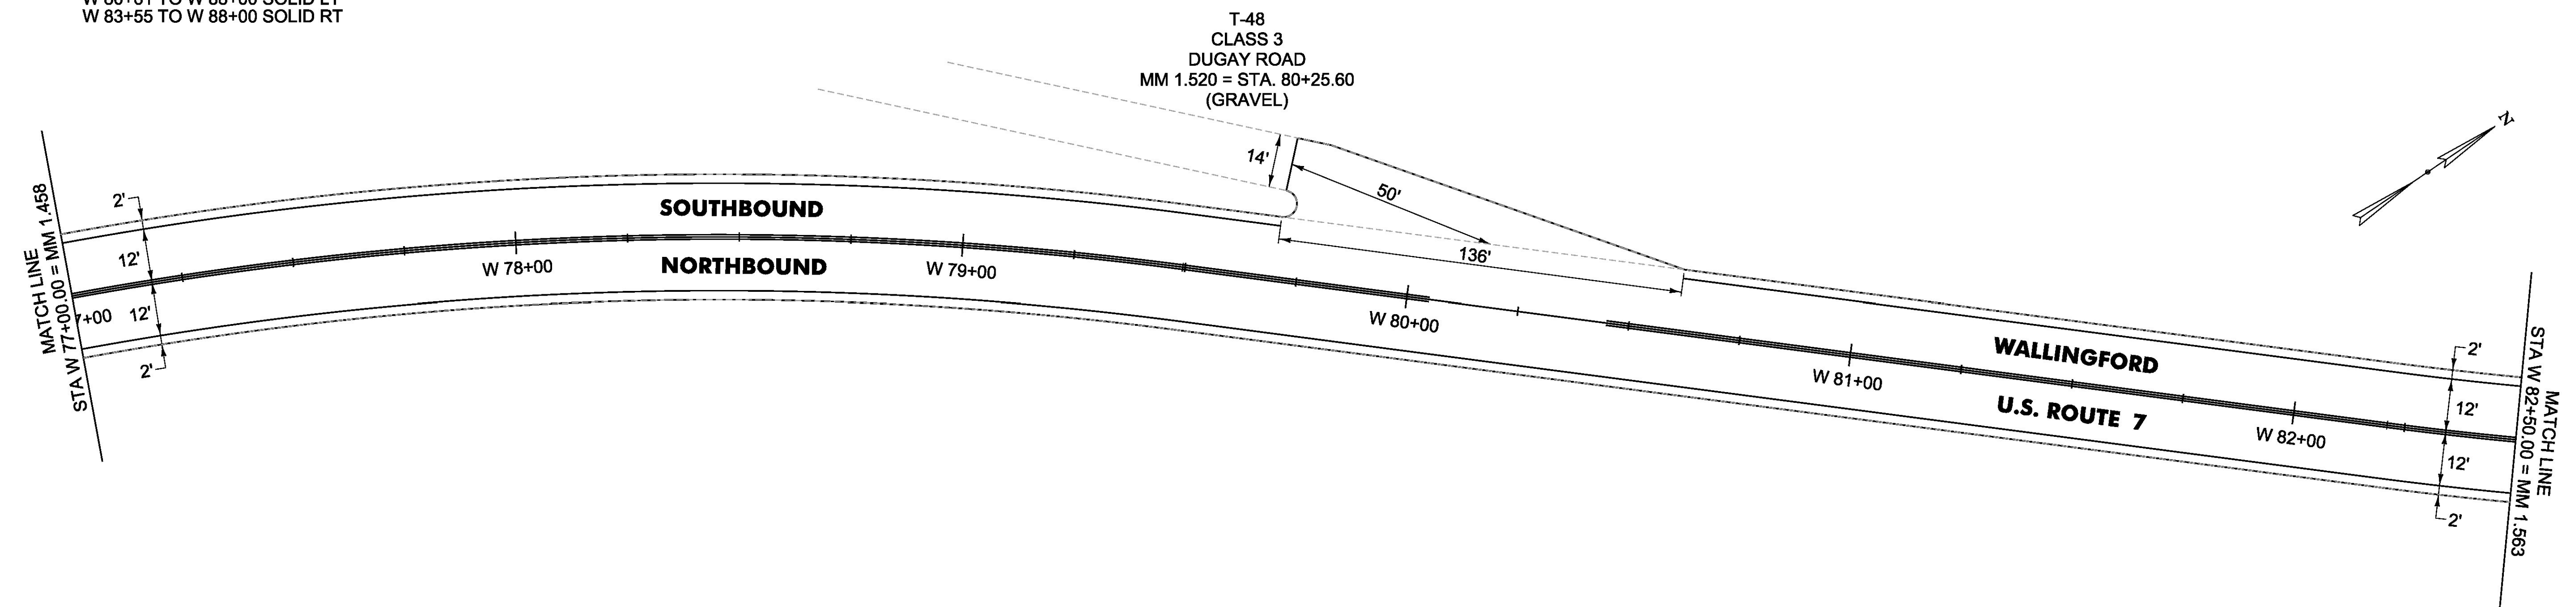 W 83+55 TO W 88+00 SOLID RT
T-48
CLASS 3
DUGAY ROAD
MM 1.520 = STA. 80+25.60
(GRAVEL)
N
14'
50'
136'
MATCH LINE
STA W 77+00.00 = MM 1.458
2'
12'
12'
2'
7+00
SOUTHBOUND
NORTHBOUND
W 78+00
W 79+00
W 80+00
W 81+00
W 82+00
WALLINGFORD
U.S. ROUTE 7
2'
12'
12'
2'
MATCH LINE
STA W 82+50.00 = MM 1.563